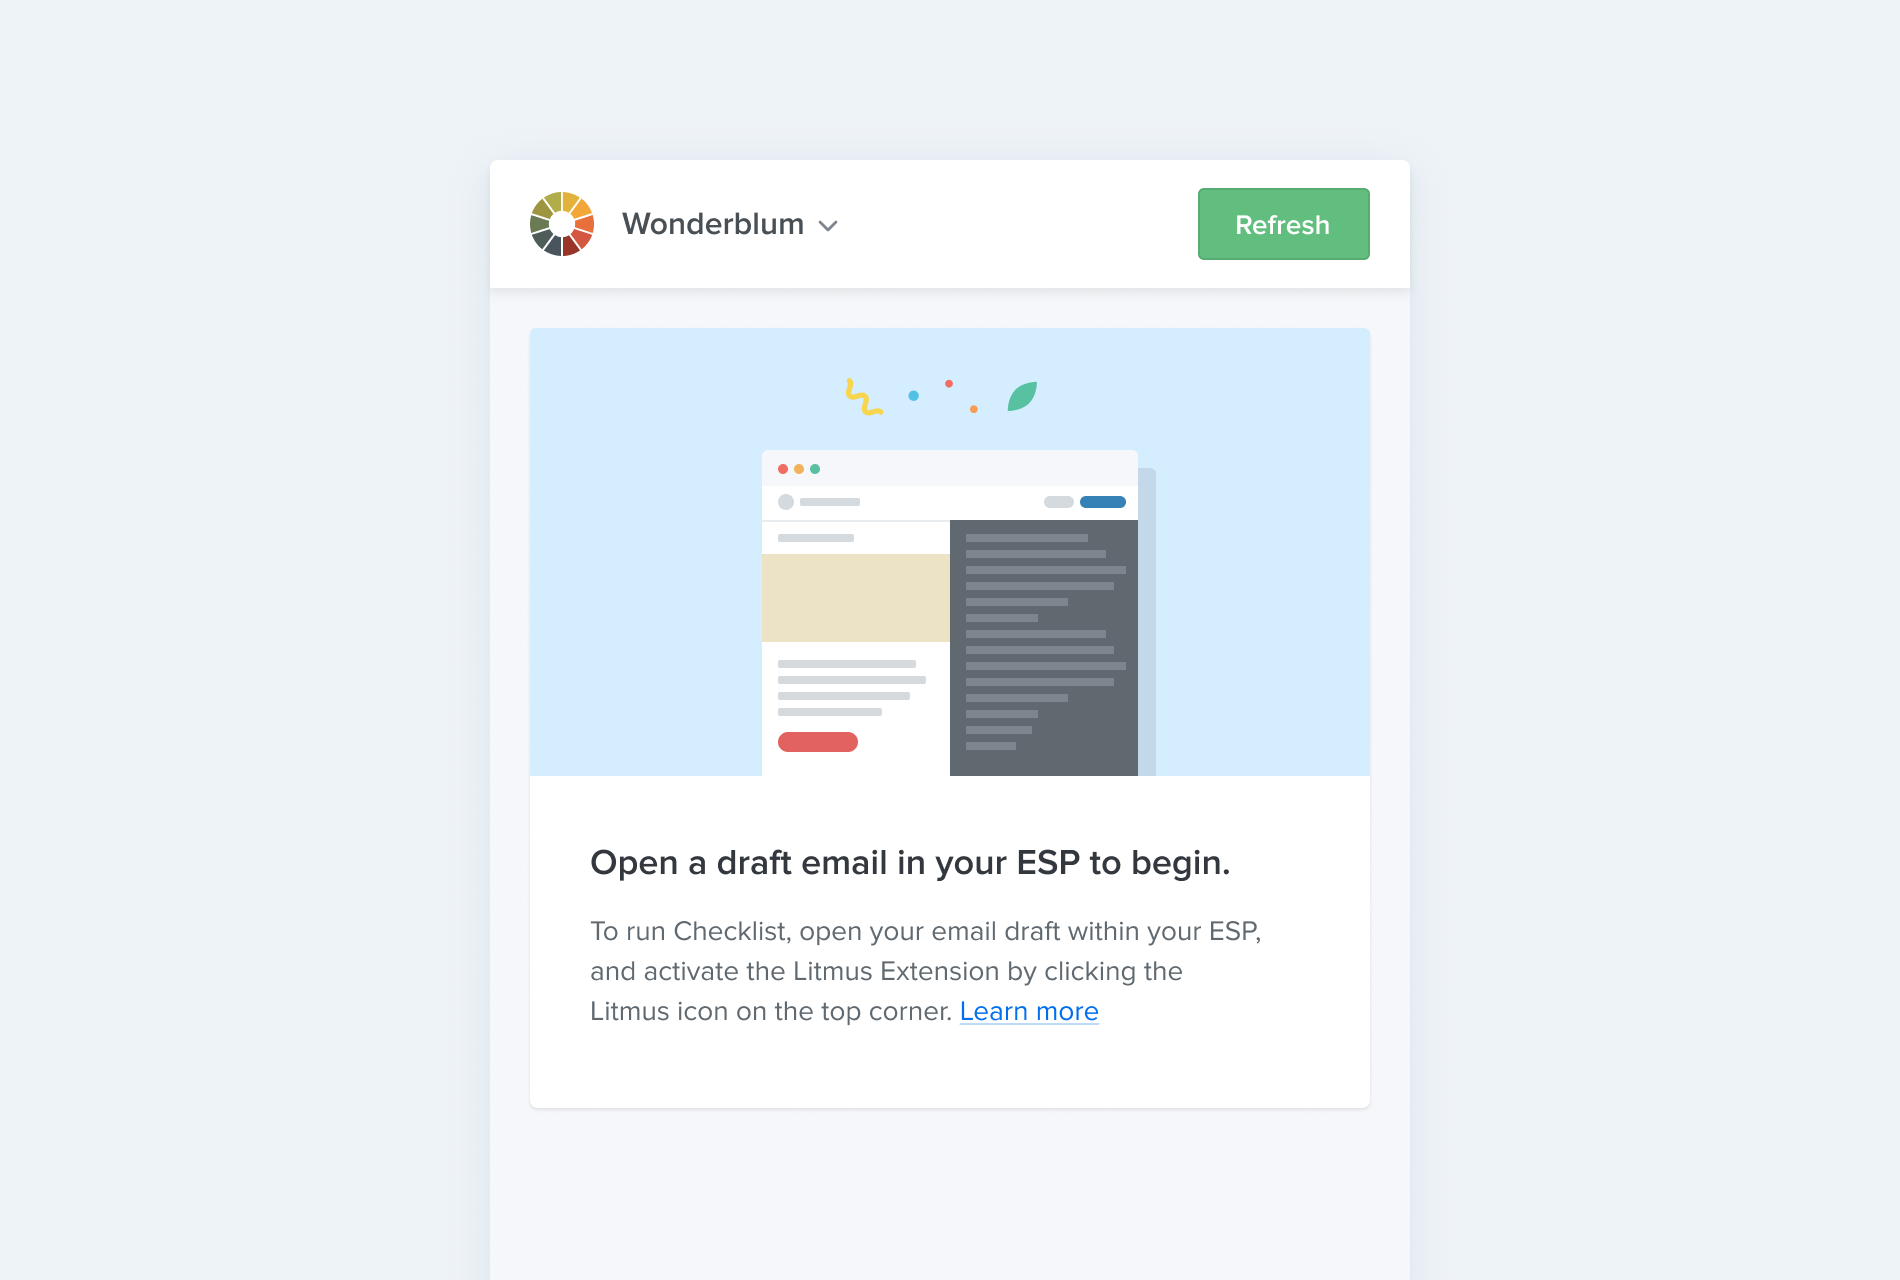 Wonderblum
Refresh
Open a draft email in your ESP to begin.
To run Checklist, open your email draft within your ESP,
and activate the Litmus Extension by clicking the
Litmus icon on the top corner. Learn more